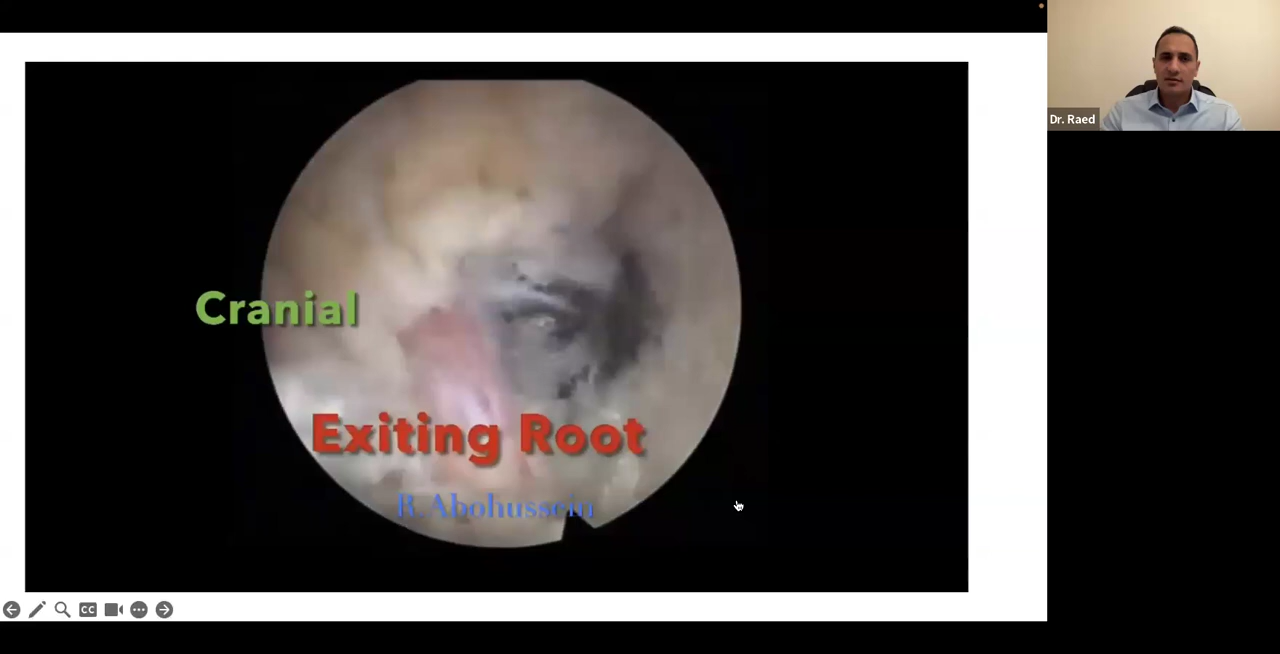 Dr. Raed
Cranial
Exiting Root
R.Abohussein
CC